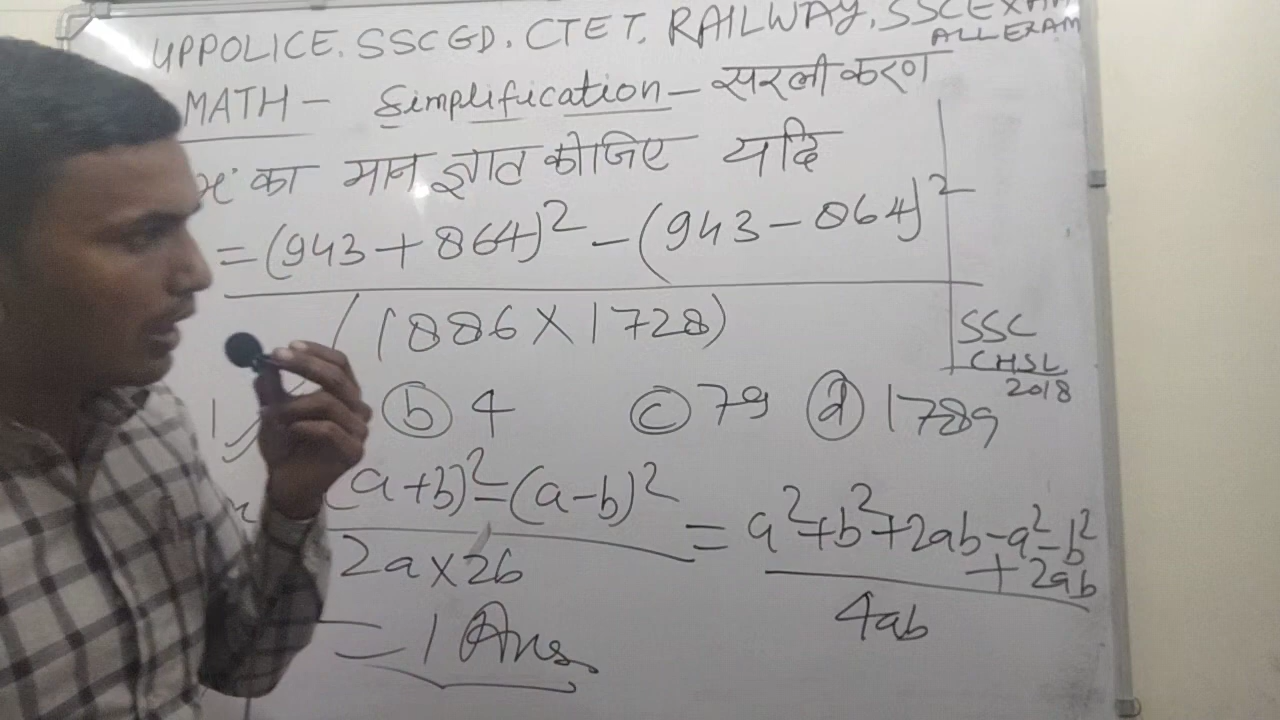 UPPOLICE. SSC GD. CTET. RAILWAY. SSC EXAM
ALL EXAM
MATH - Simplification - सरलीकरण
x का मान ज्ञात कीजिए यदि
= (943 + 864)² - (943 - 864)²
(1886 X 1728)
SSC
CHSL
2018
1 (b) 4 (c) 79 (d) 1789
(a+b)² - (a-b)² = a²+b²+2ab-a²-b²
+2ab
2a x 2b
4ab
= 1 Ans